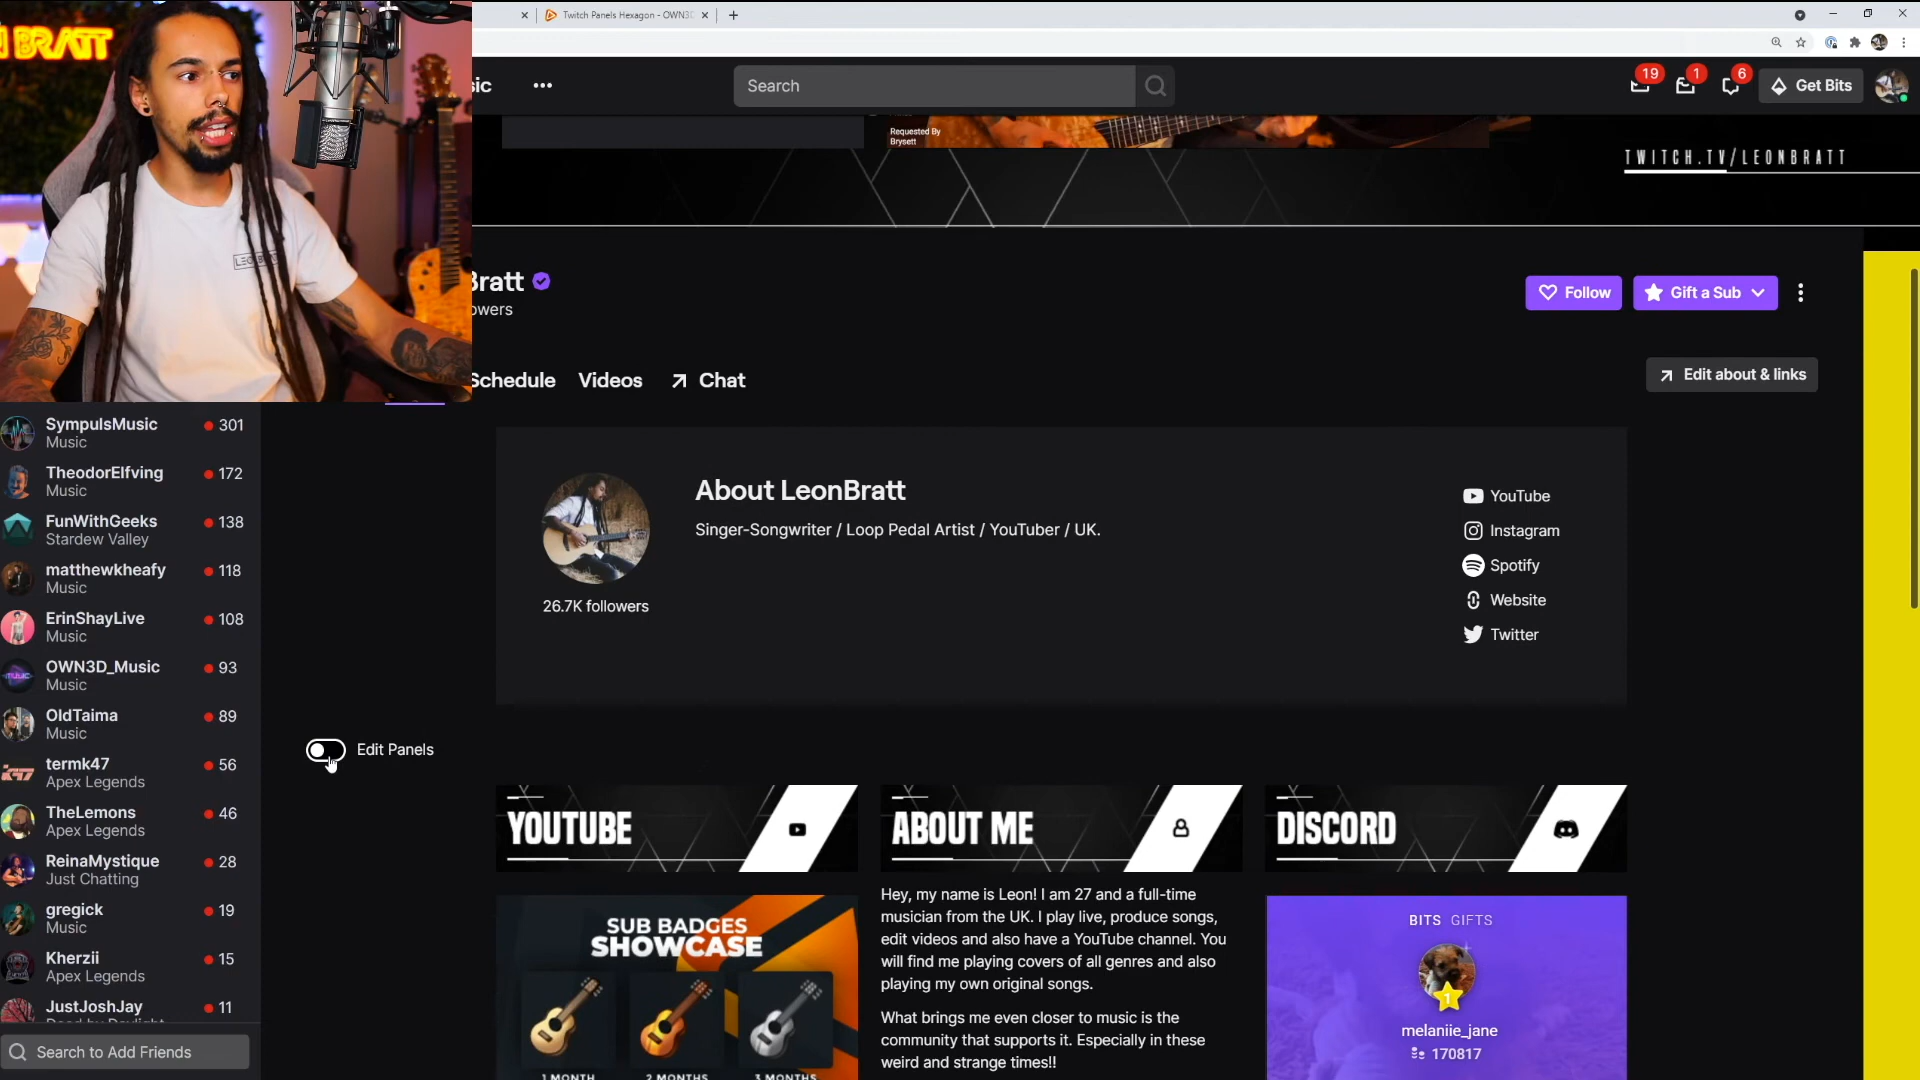 N BRATT
Twitch Panels Hexagon - OWN3D
sic
Search
19
1
6
Get Bits
Requested By
Brysett
TWITCH.TV/LEONBRATT
Bratt
owers
Follow
Gift a Sub
Schedule
Videos
Chat
Edit about & links
SympulsMusic 301
Music
TheodorElfving 172
Music
FunWithGeeks 138
Stardew Valley
matthewkheafy 118
Music
ErinShayLive 108
Music
OWN3D_Music 93
Music
OldTaima 89
Music
termk47 56
Apex Legends
TheLemons 46
Apex Legends
ReinaMystique 28
Just Chatting
gregick 19
Music
Kherzii 15
Apex Legends
JustJoshJay 11
Dead by Daylight
Search to Add Friends
About LeonBratt
Singer-Songwriter / Loop Pedal Artist / YouTuber / UK.
26.7K followers
YouTube
Instagram
Spotify
Website
Twitter
Edit Panels
YOUTUBE
SUB BADGES
SHOWCASE
1 MONTH 2 MONTHS 3 MONTHS
ABOUT ME
Hey, my name is Leon! I am 27 and a full-time
musician from the UK. I play live, produce songs,
edit videos and also have a YouTube channel. You
will find me playing covers of all genres and also
playing my own original songs.
What brings me even closer to music is the
community that supports it. Especially in these
weird and strange times!!
DISCORD
BITS GIFTS
1
melaniie_jane
170817